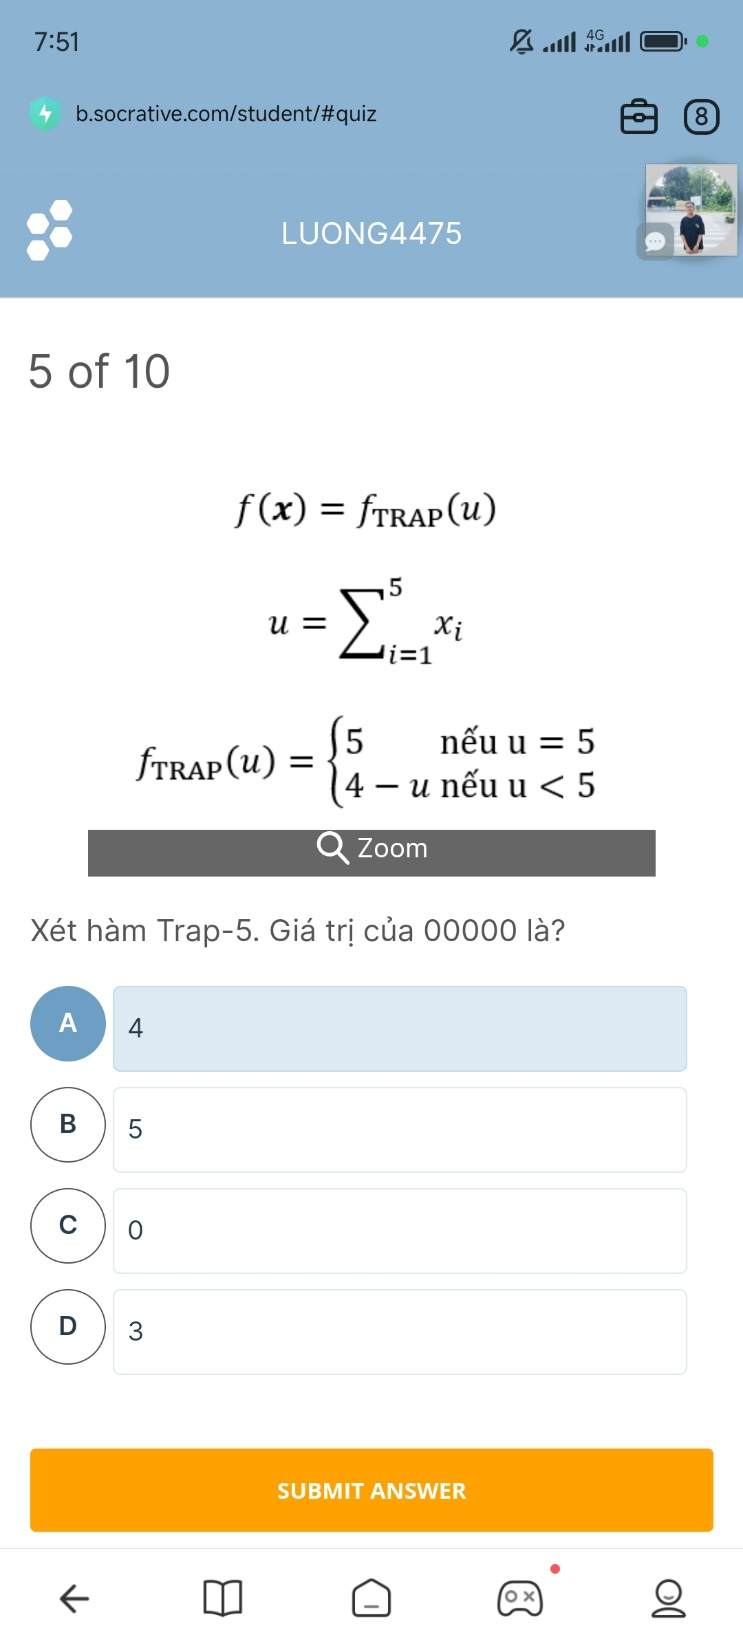 7:51
4G
b.socrative.com/student/#quiz
8
LUONG4475
5 of 10
f(x) = f_TRAP(u)
u = ∑_{i=1}^{5} x_i
f_TRAP(u) = { 5 nếu u = 5
4 − u nếu u < 5
Zoom
Xét hàm Trap-5. Giá trị của 00000 là?
A 4
B 5
C 0
D 3
SUBMIT ANSWER